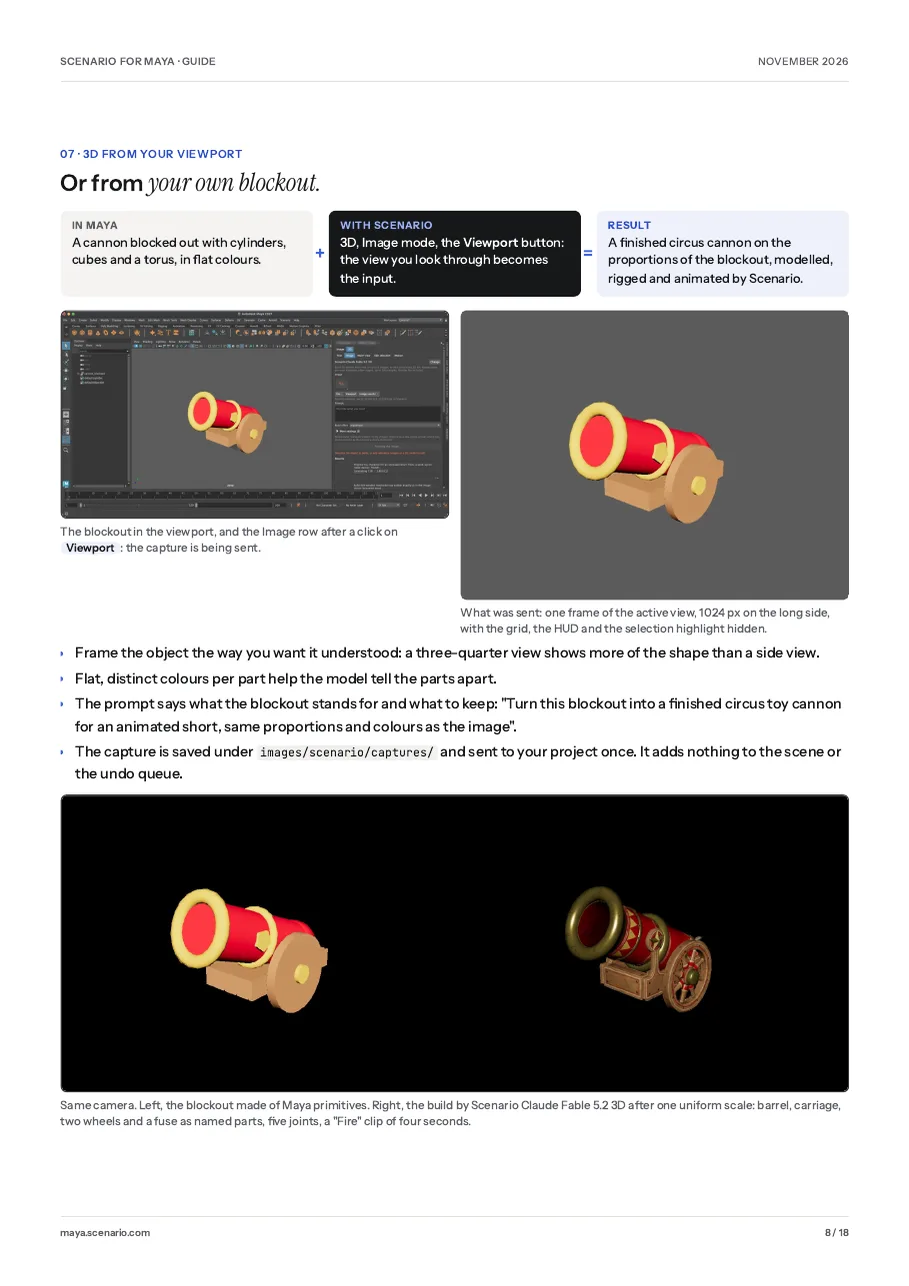 SCENARIO FOR MAYA · GUIDE
NOVEMBER 2026
07 · 3D FROM YOUR VIEWPORT
Or from your own blockout.
IN MAYA
A cannon blocked out with cylinders,
cubes and a torus, in flat colours.
+
WITH SCENARIO
3D, Image mode, the Viewport button:
the view you look through becomes
the input.
=
RESULT
A finished circus cannon on the
proportions of the blockout, modelled,
rigged and animated by Scenario.
The blockout in the viewport, and the Image row after a click on
Viewport : the capture is being sent.
What was sent: one frame of the active view, 1024 px on the long side,
with the grid, the HUD and the selection highlight hidden.
Frame the object the way you want it understood: a three-quarter view shows more of the shape than a side view.
Flat, distinct colours per part help the model tell the parts apart.
The prompt says what the blockout stands for and what to keep: "Turn this blockout into a finished circus toy cannon
for an animated short, same proportions and colours as the image".
The capture is saved under images/scenario/captures/ and sent to your project once. It adds nothing to the scene or
the undo queue.
Same camera. Left, the blockout made of Maya primitives. Right, the build by Scenario Claude Fable 5.2 3D after one uniform scale: barrel, carriage,
two wheels and a fuse as named parts, five joints, a "Fire" clip of four seconds.
maya.scenario.com
8 / 18